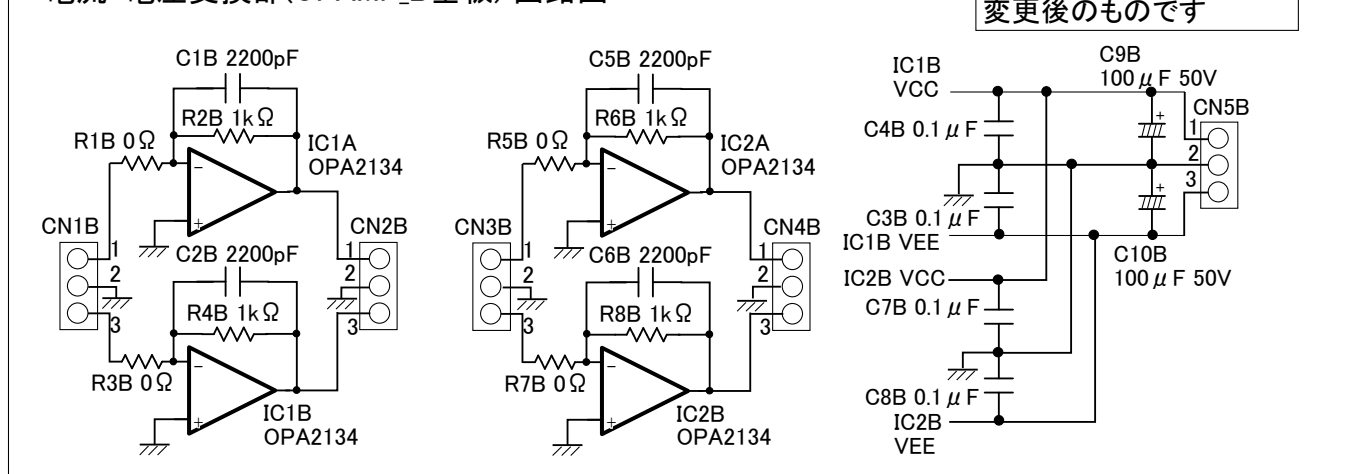 変更後のものです
C1B 2200pF
R2B 1kΩ
R1B 0Ω
IC1A
OPA2134
−
+
CN1B
1
2
3
CN2B
1
2
3
C2B 2200pF
R4B 1kΩ
R3B 0Ω
−
+
IC1B
OPA2134
C5B 2200pF
R6B 1kΩ
R5B 0Ω
IC2A
OPA2134
−
+
CN3B
1
2
3
CN4B
1
2
3
C6B 2200pF
R8B 1kΩ
R7B 0Ω
−
+
IC2B
OPA2134
IC1B
VCC
C9B
100μF 50V
CN5B
C4B 0.1μF
+
1
2
3
+
C3B 0.1μF
IC1B VEE
C10B
100μF 50V
IC2B VCC
C7B 0.1μF
C8B 0.1μF
IC2B
VEE